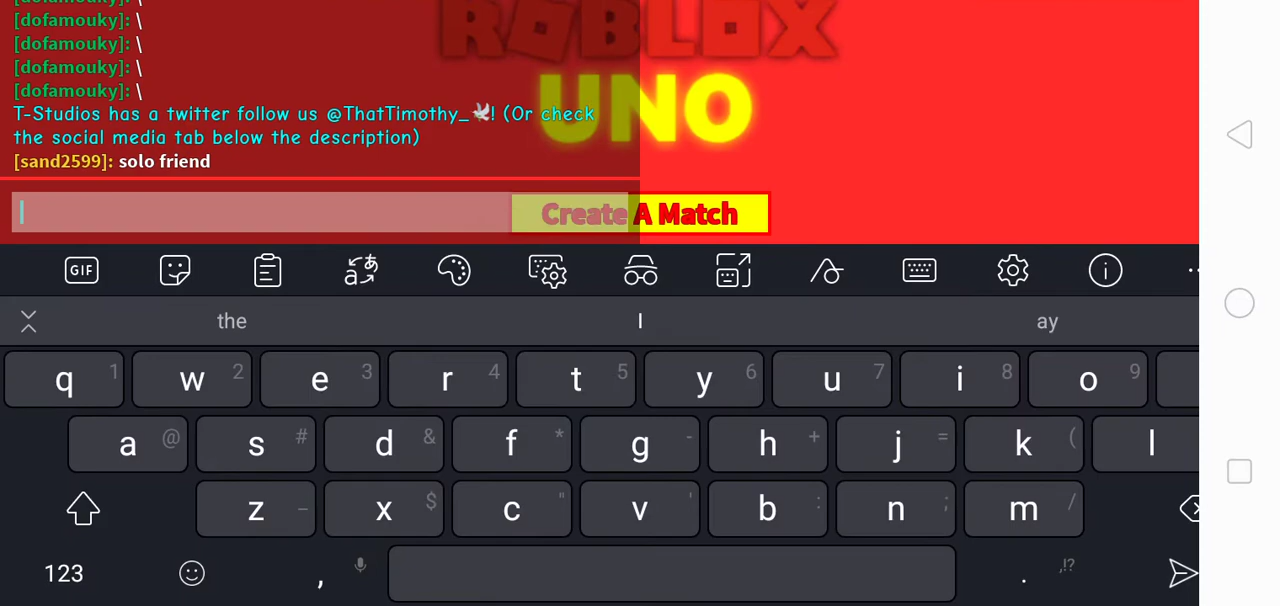 [dofamouky]: \
[dofamouky]: \
[dofamouky]: \
[dofamouky]: \
[dofamouky]: \
T-Studios has a twitter follow us @ThatTimothy_🕊! (Or check
the social media tab below the description)
[sand2599]: solo friend
ROBLOX
UNO
Create A Match
GIF
the I ay
q 1 w 2 e 3 r 4 t 5 y 6 u 7 i 8 o 9
a @ s # d & f * g - h + j = k ( l
z _ x $ c " v ' b : n ; m /
123 , . ,!?